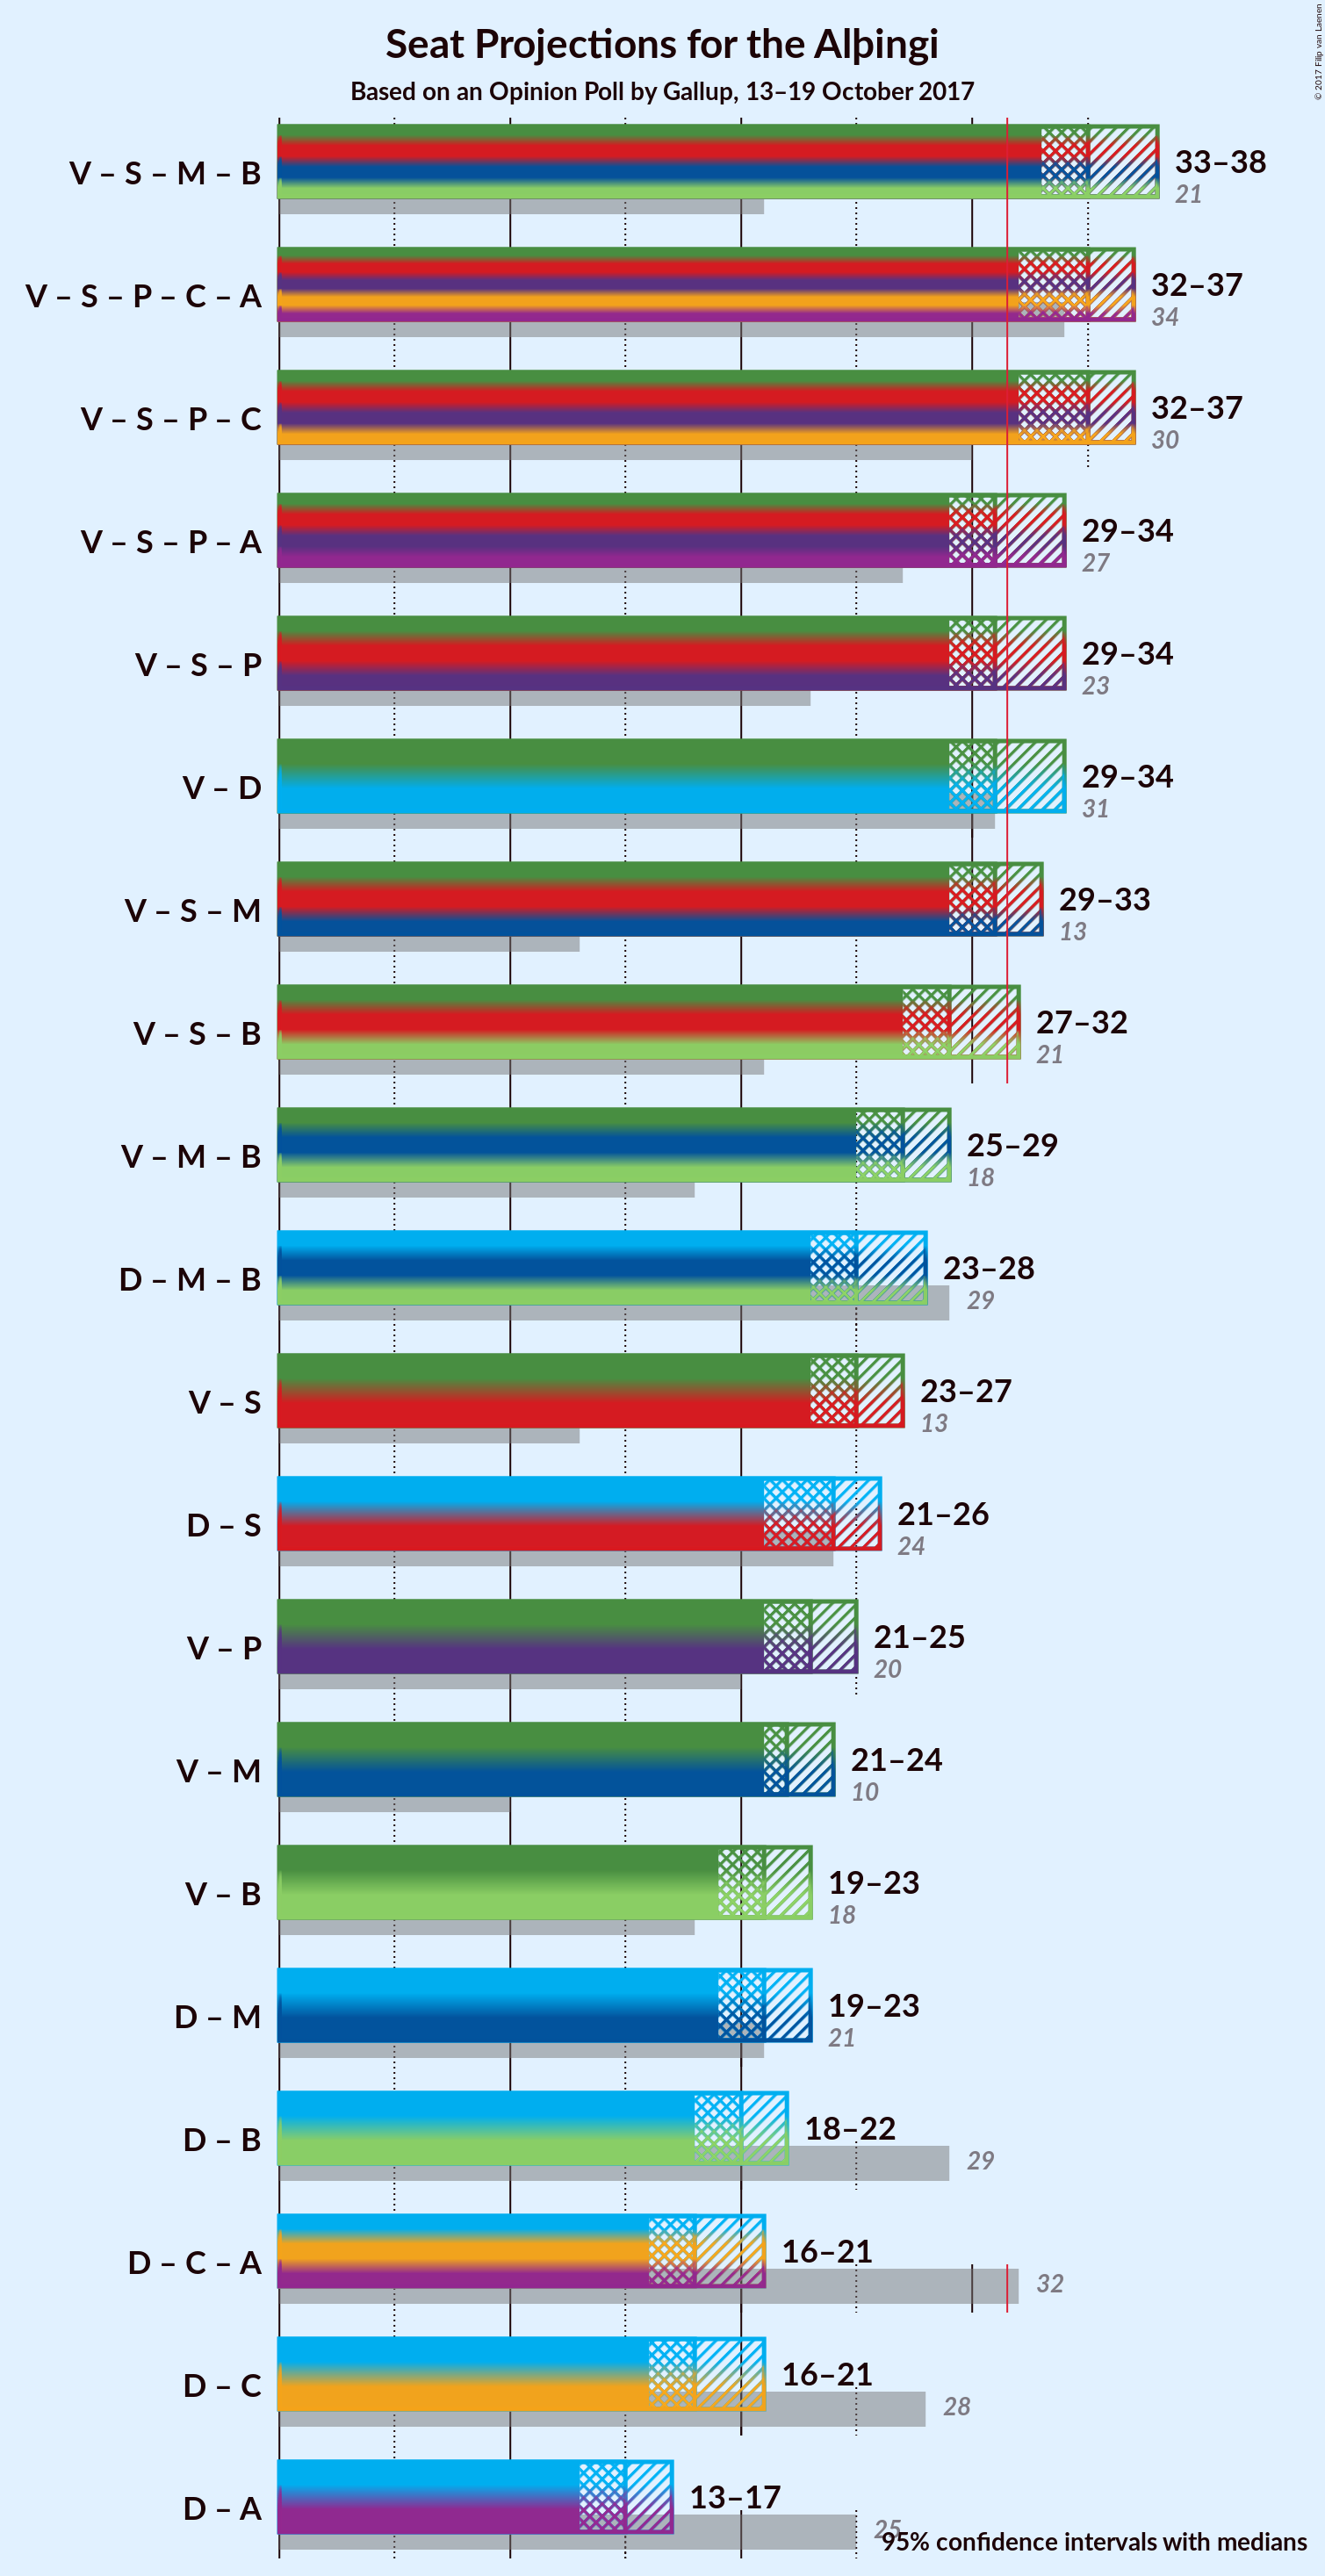 Seat Projections for the Alþingi
Based on an Opinion Poll by Gallup, 13–19 October 2017
© 2017 Filip van Laenen
V – S – M – B
33–38
21
V – S – P – C – A
32–37
34
V – S – P – C
32–37
30
V – S – P – A
29–34
27
V – S – P
29–34
23
V – D
29–34
31
V – S – M
29–33
13
V – S – B
27–32
21
V – M – B
25–29
18
D – M – B
23–28
29
V – S
23–27
13
D – S
21–26
24
V – P
21–25
20
V – M
21–24
10
V – B
19–23
18
D – M
19–23
21
D – B
18–22
29
D – C – A
16–21
32
D – C
16–21
28
D – A
13–17
25
95% confidence intervals with medians